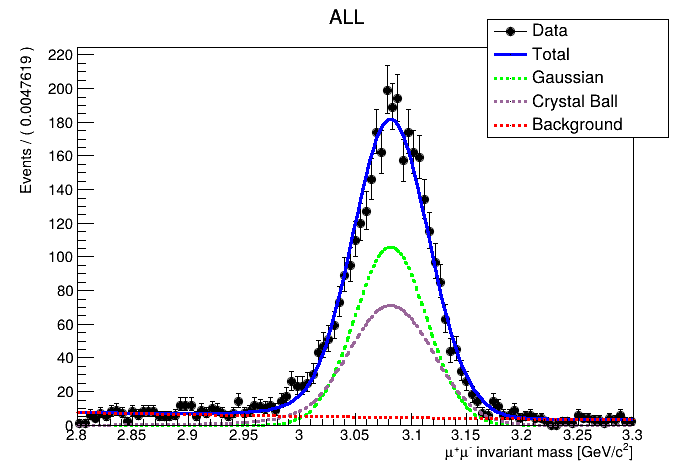 ALL
Data
Total
Gaussian
Crystal Ball
Background
Events / ( 0.0047619 )
220
200
180
160
140
120
100
80
60
40
20
0
2.8 2.85 2.9 2.95 3 3.05 3.1 3.15 3.2 3.25 3.3
μ⁺μ⁻ invariant mass [GeV/c²]